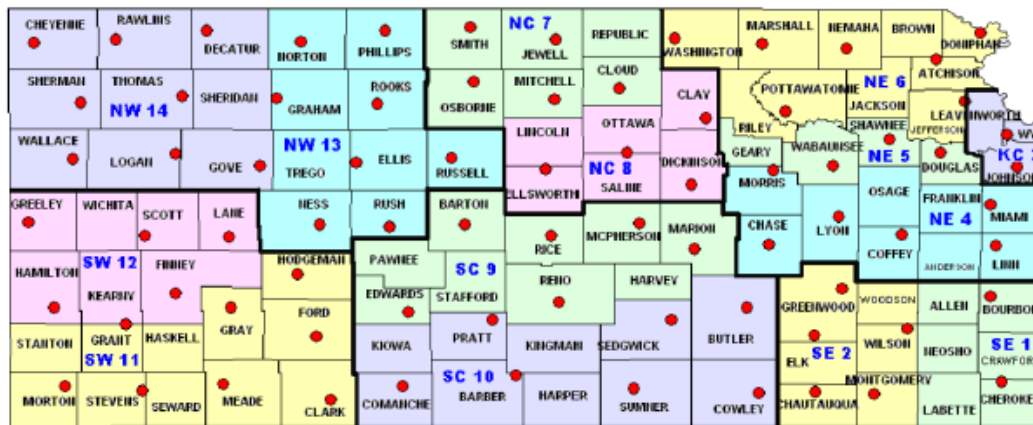 CHEYENNE
RAWLINS
DECATUR
NORTON
PHILLIPS
SMITH
NC 7
JEWELL
REPUBLIC
WASHINGTON
MARSHALL
NEMAHA
BROWN
DONIPHAN
SHERMAN
THOMAS
NW 14
SHERIDAN
GRAHAM
ROOKS
OSBORNE
MITCHELL
CLOUD
CLAY
POTTAWATOMIE
NE 6
JACKSON
ATCHISON
LEAVENWORTH
JEFFERSON
WALLACE
LOGAN
GOVE
NW 13
TREGO
ELLIS
RUSSELL
LINCOLN
ELLSWORTH
OTTAWA
NC 8
SALINE
DICKINSON
RILEY
GEARY
WABAUNSEE
SHAWNEE
NE 5
DOUGLAS
KC
JOHNSON
MORRIS
OSAGE
FRANKLIN
NE 4
MIAMI
GREELEY
WICHITA
SCOTT
LANE
NESS
RUSH
BARTON
RICE
MCPHERSON
MARION
CHASE
LYON
COFFEY
ANDERSON
LINN
HAMILTON
SW 12
KEARNY
FINNEY
HODGEMAN
PAWNEE
SC 9
EDWARDS
STAFFORD
RENO
HARVEY
GREENWOOD
WOODSON
ALLEN
BOURBON
STANTON
GRANT
SW 11
HASKELL
GRAY
FORD
KIOWA
PRATT
KINGMAN
SEDGWICK
BUTLER
ELK
SE 2
WILSON
NEOSHO
SE 1
CRAWFOR
MORTON
STEVENS
SEWARD
MEADE
CLARK
COMANCHE
SC 10
BARBER
HARPER
SUMNER
COWLEY
CHAUTAUQUA
MONTGOMERY
LABETTE
CHEROKE